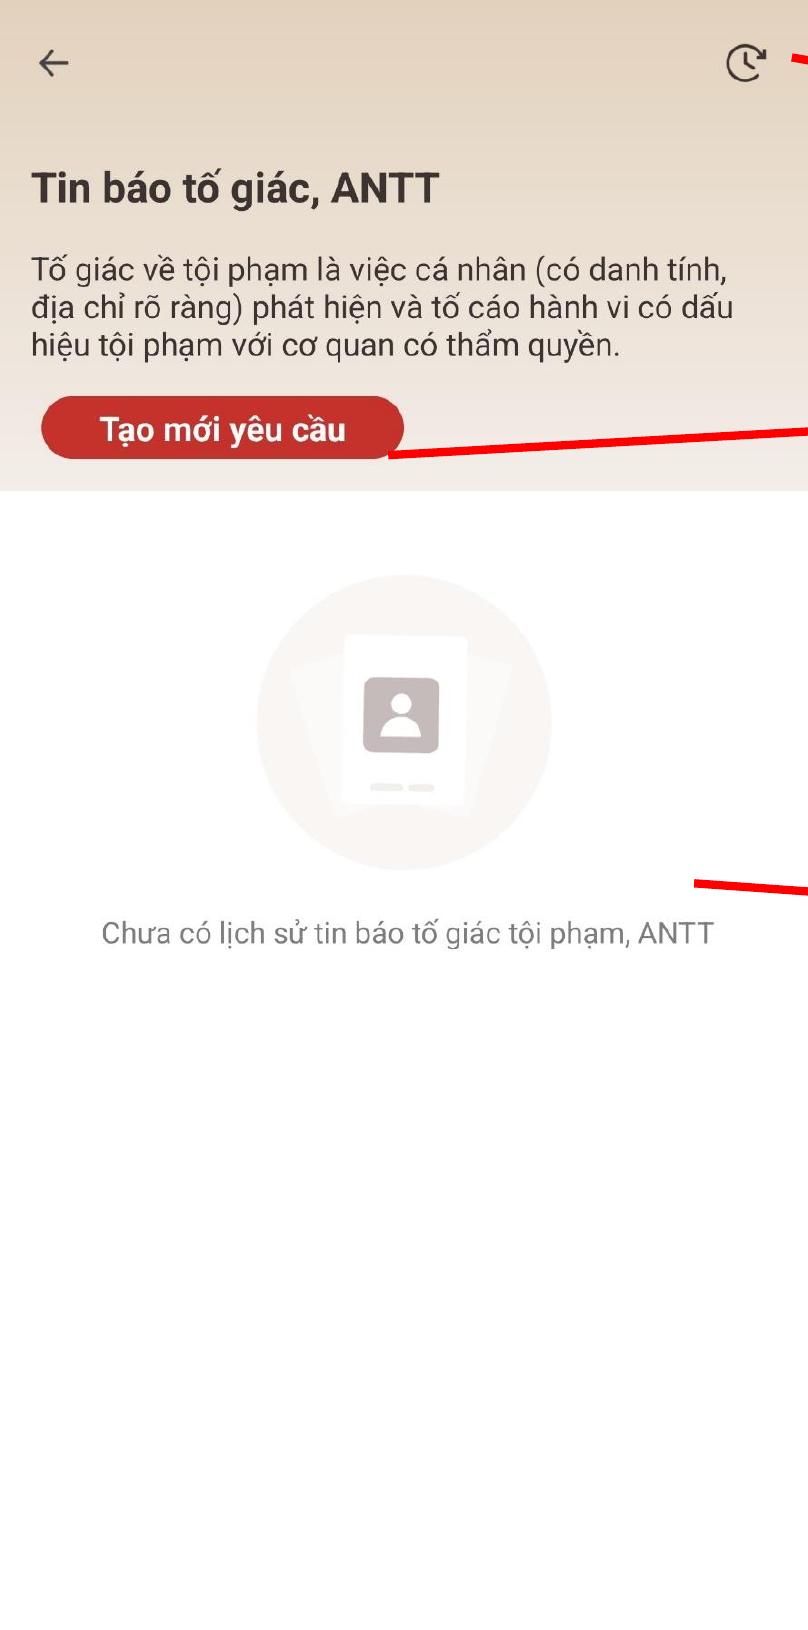 Tin báo tố giác, ANTT
Tố giác về tội phạm là việc cá nhân (có danh tính,
địa chỉ rõ ràng) phát hiện và tố cáo hành vi có dấu
hiệu tội phạm với cơ quan có thẩm quyền.
Tạo mới yêu cầu
Chưa có lịch sử tin báo tố giác tội phạm, ANTT